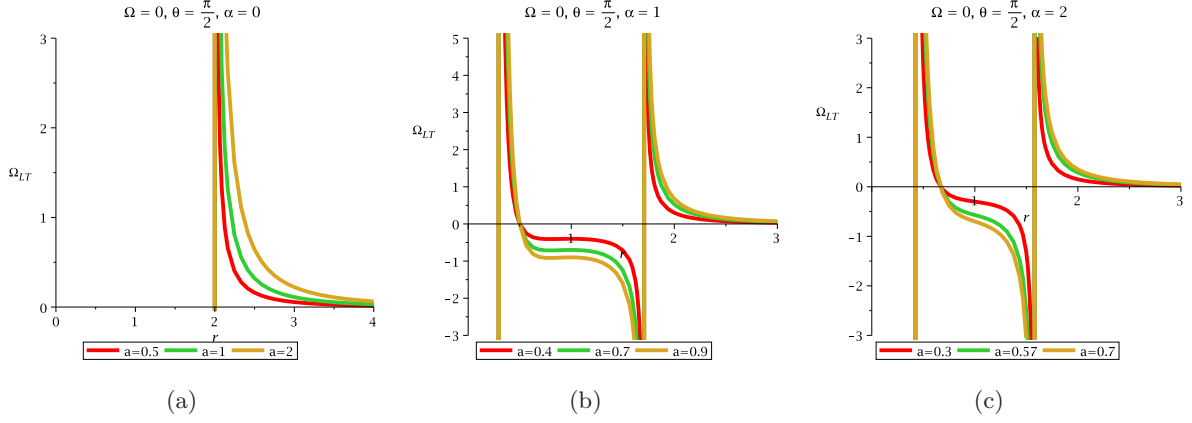 Ω = 0, θ = π/2, α = 0
3
2
Ω_LT
1
0
0 1 2 3 4
r
a=0.5 a=1 a=2
(a)
Ω = 0, θ = π/2, α = 1
5
4
3
Ω_LT
2
1
0
1 2 3
r
−1
−2
−3
a=0.4 a=0.7 a=0.9
(b)
Ω = 0, θ = π/2, α = 2
3
2
Ω_LT
1
0
1 2 3
r
−1
−2
−3
a=0.3 a=0.57 a=0.7
(c)